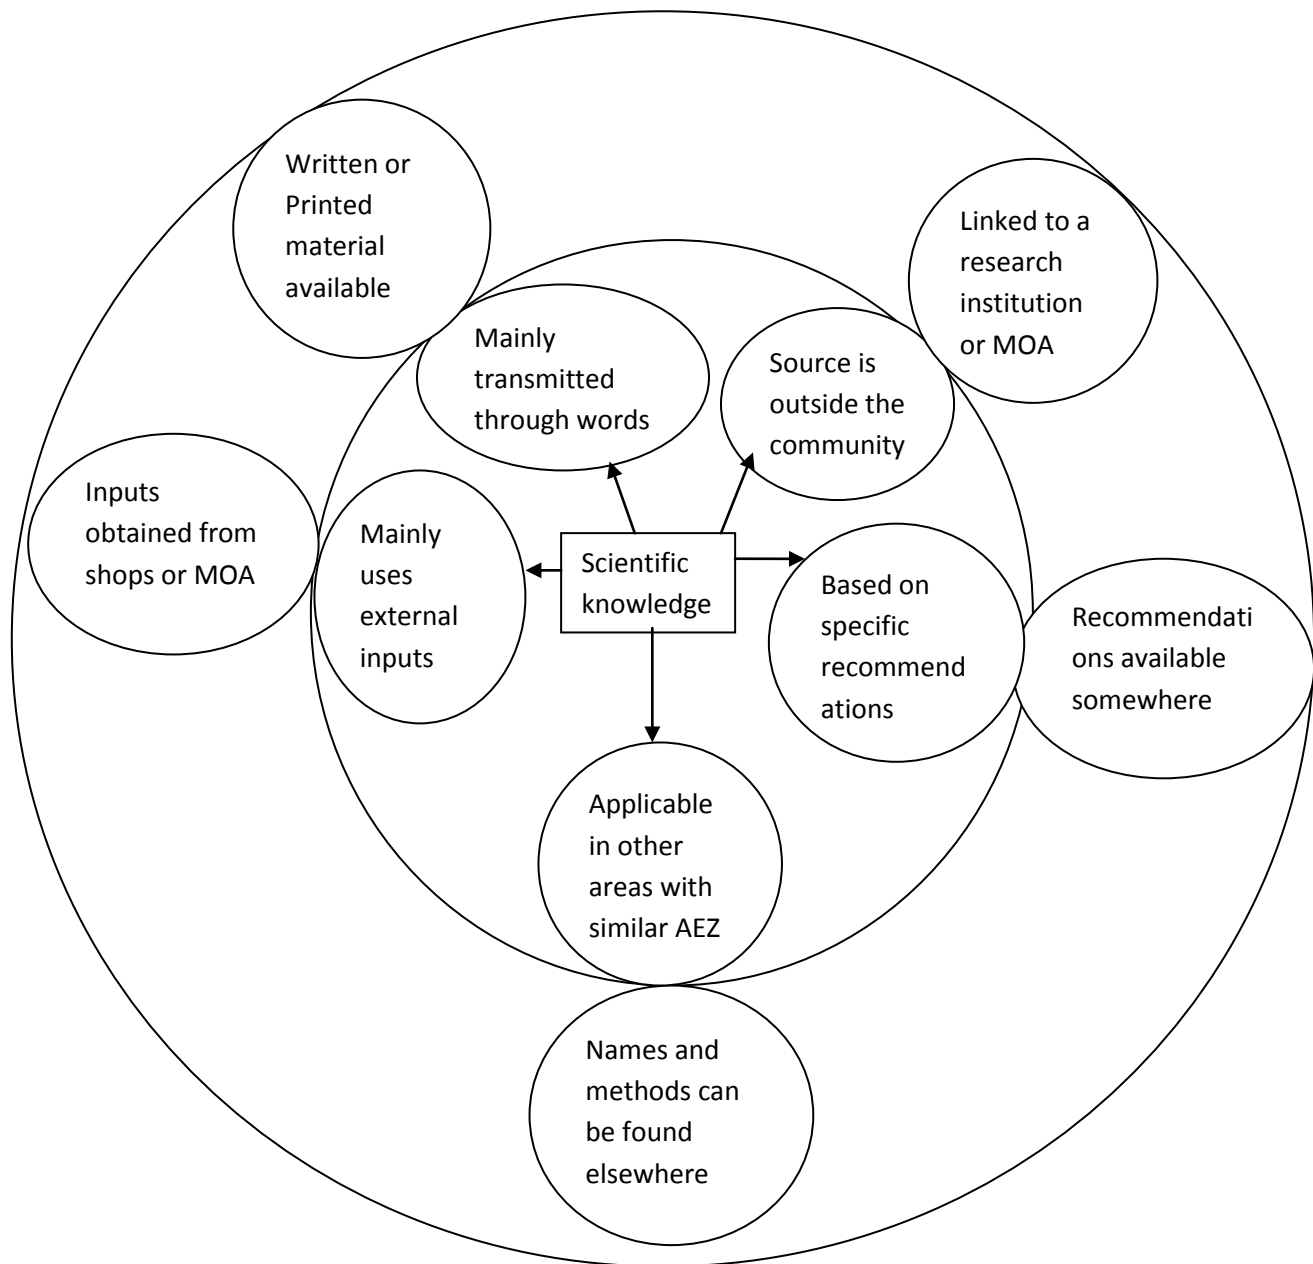 Written or
Printed
material
available
Linked to a
research
institution
or MOA
Mainly
transmitted
through words
Source is
outside the
community
Inputs
obtained from
shops or MOA
Mainly
uses
external
inputs
Scientific
knowledge
Based on
specific
recommend
ations
Recommendati
ons available
somewhere
Applicable
in other
areas with
similar AEZ
Names and
methods can
be found
elsewhere